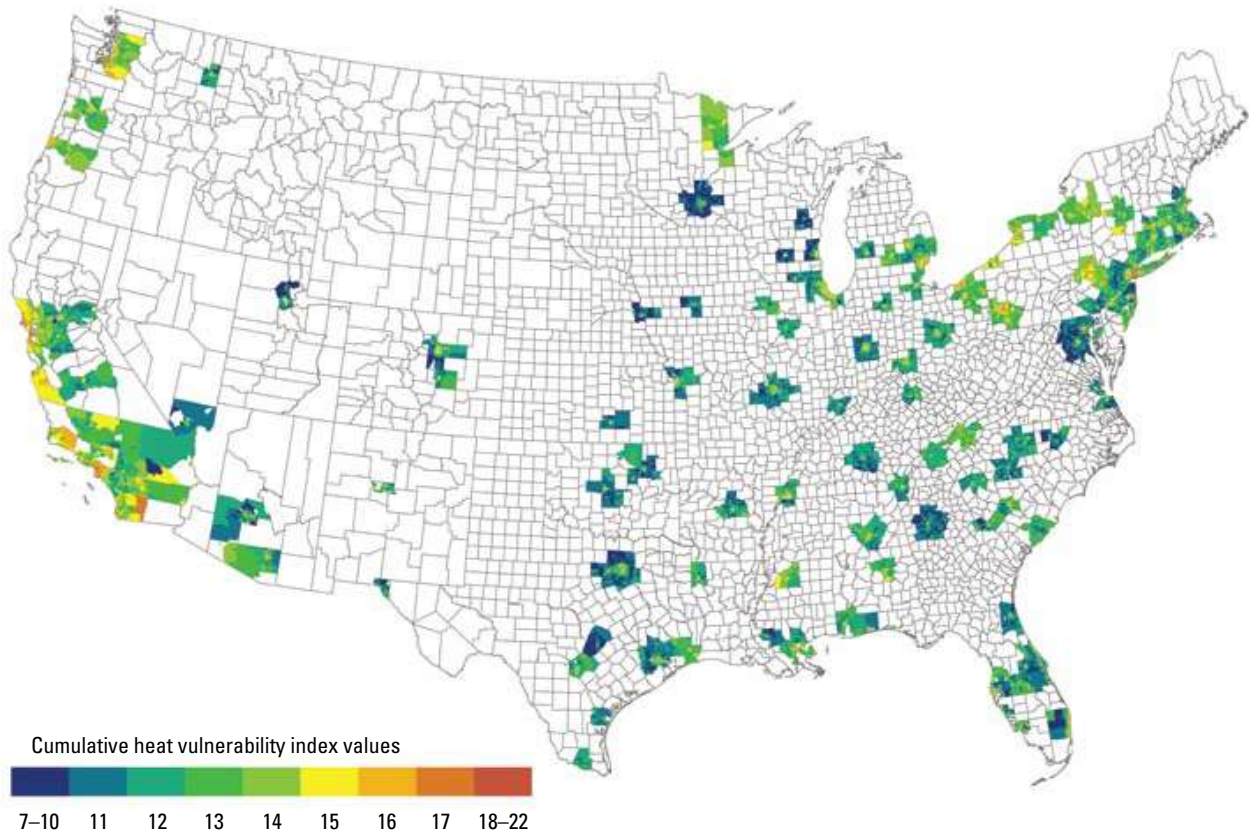 Cumulative heat vulnerability index values
7–10 11 12 13 14 15 16 17 18–22